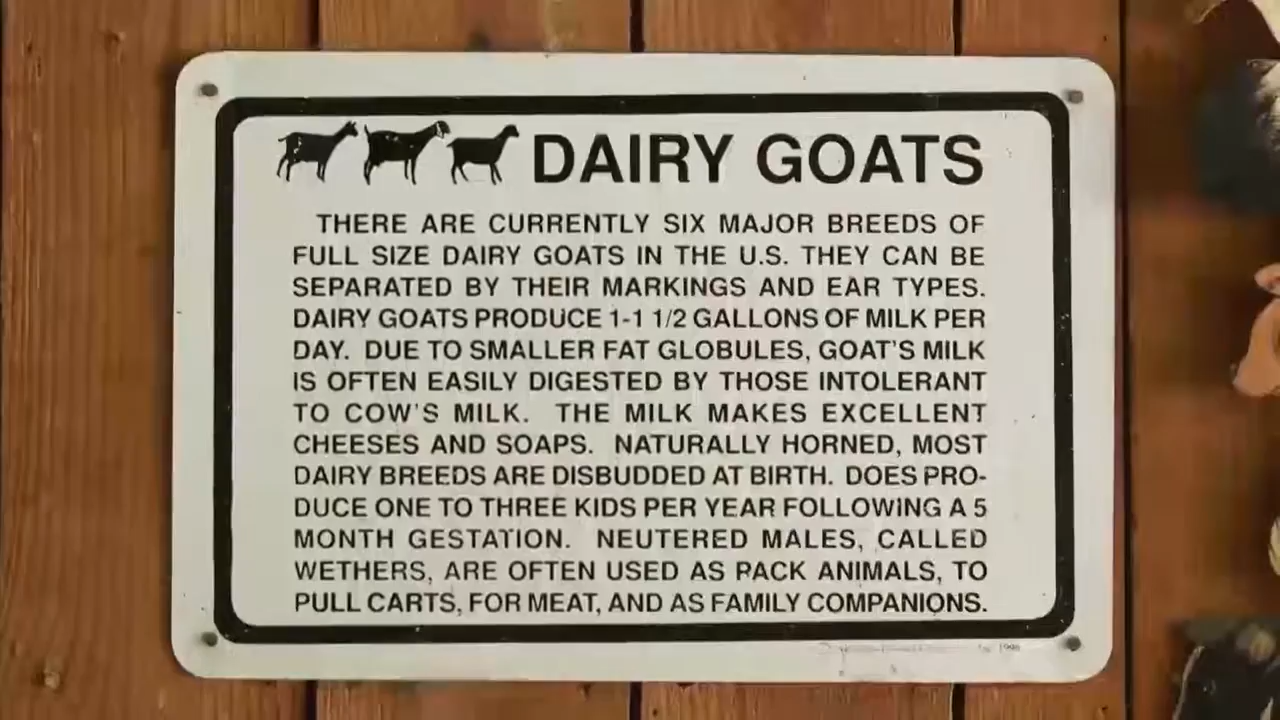 DAIRY GOATS
THERE ARE CURRENTLY SIX MAJOR BREEDS OF
FULL SIZE DAIRY GOATS IN THE U.S. THEY CAN BE
SEPARATED BY THEIR MARKINGS AND EAR TYPES.
DAIRY GOATS PRODUCE 1-1 1/2 GALLONS OF MILK PER
DAY. DUE TO SMALLER FAT GLOBULES, GOAT'S MILK
IS OFTEN EASILY DIGESTED BY THOSE INTOLERANT
TO COW'S MILK. THE MILK MAKES EXCELLENT
CHEESES AND SOAPS. NATURALLY HORNED, MOST
DAIRY BREEDS ARE DISBUDDED AT BIRTH. DOES PRO-
DUCE ONE TO THREE KIDS PER YEAR FOLLOWING A 5
MONTH GESTATION. NEUTERED MALES, CALLED
WETHERS, ARE OFTEN USED AS PACK ANIMALS, TO
PULL CARTS, FOR MEAT, AND AS FAMILY COMPANIONS.